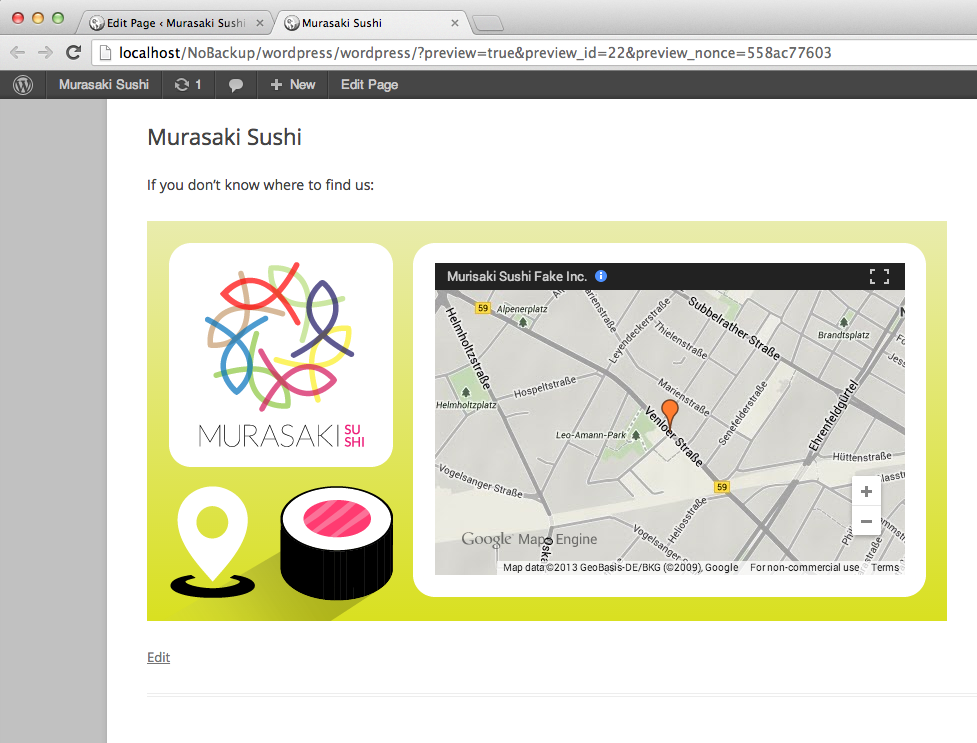 Edit Page ‹ Murasaki Sushi
Murasaki Sushi
localhost/NoBackup/wordpress/wordpress/?preview=true&preview_id=22&preview_nonce=558ac77603
Murasaki Sushi 1 + New Edit Page
Murasaki Sushi
If you don’t know where to find us:
MURASAKI SU
SHI
Murisaki Sushi Fake Inc.
59
Alpenerplatz
Subbelrather Straße
Leyendeckerstraße
Thielenstraße
Brandtsplatz
Helmholtzstraße
Hospeltstraße
Marienstraße
Helmholtzplatz
Senefelderstraße
Ehrenfeldgürtel
Venloer Straße
Leo-Amann-Park
Hüttenstraße
Vogelsanger Straße
59
Heliosstraße
Vogelsanger
Google Maps Engine
Map data ©2013 GeoBasis-DE/BKG (©2009), Google For non-commercial use Terms
Edit